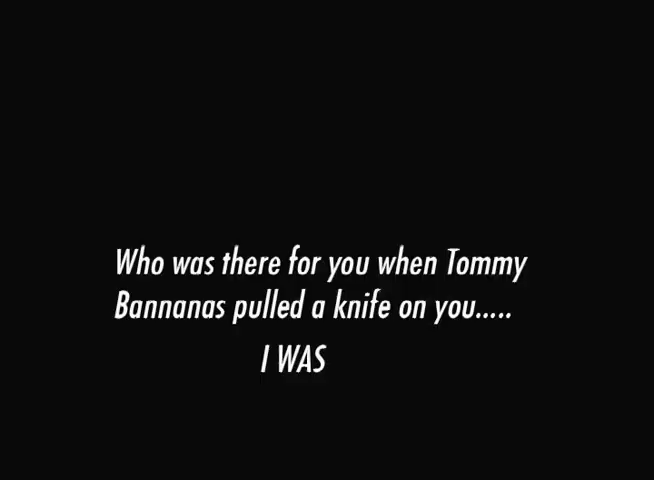 Who was there for you when Tommy
Bannanas pulled a knife on you.....
I WAS